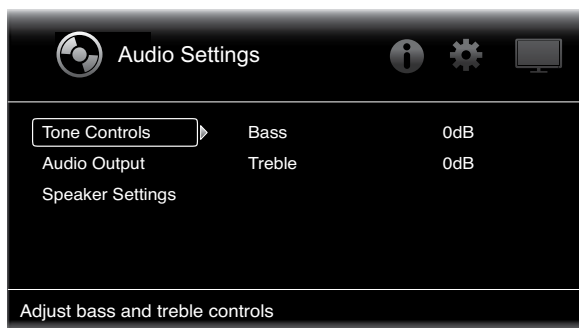 Audio Settings
Tone Controls Bass 0dB
Audio Output Treble 0dB
Speaker Settings
Adjust bass and treble controls